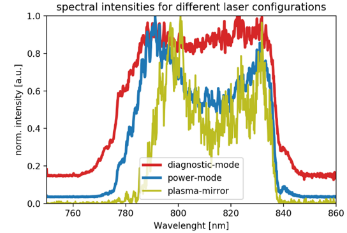 spectral intensities for different laser configurations
norm. intensity [a.u.]
1.0
0.8
0.6
0.4
0.2
0.0
diagnostic-mode
power-mode
plasma-mirror
760 780 800 820 840 860
Wavelenght [nm]